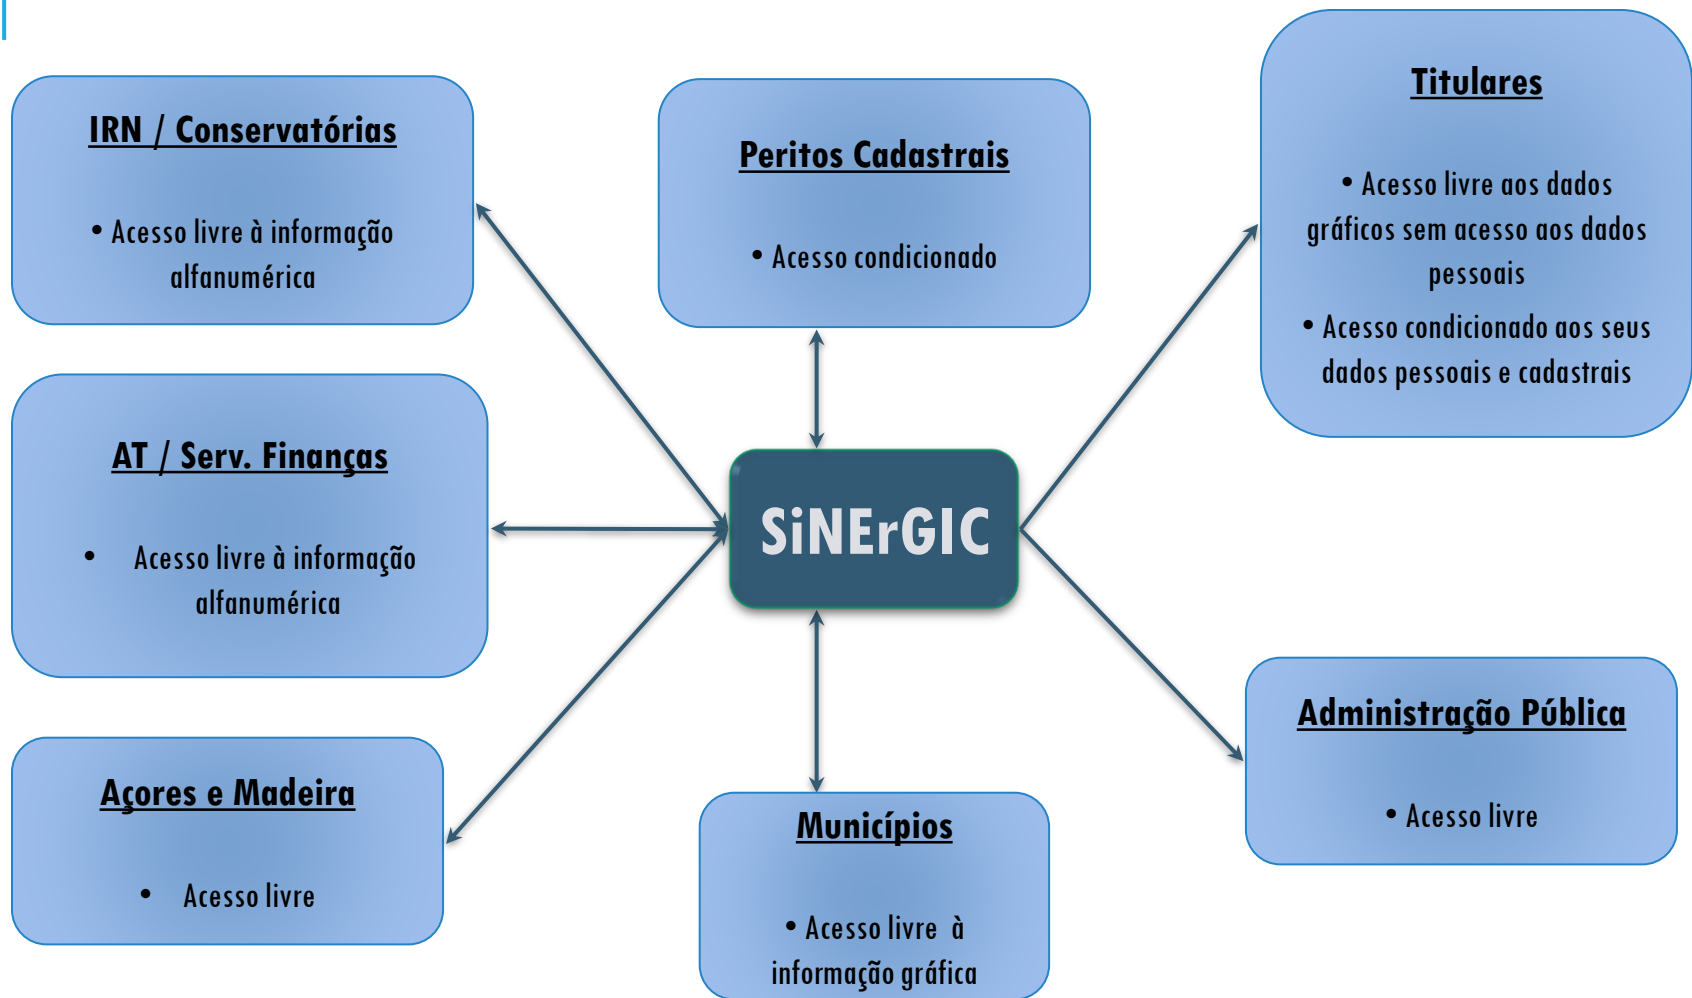 IRN / Conservatórias
• Acesso livre à informação
alfanumérica
Peritos Cadastrais
• Acesso condicionado
Titulares
• Acesso livre aos dados
gráficos sem acesso aos dados
pessoais
• Acesso condicionado aos seus
dados pessoais e cadastrais
AT / Serv. Finanças
• Acesso livre à informação
alfanumérica
SiNErGIC
Açores e Madeira
• Acesso livre
Municípios
• Acesso livre à
informação gráfica
Administração Pública
• Acesso livre